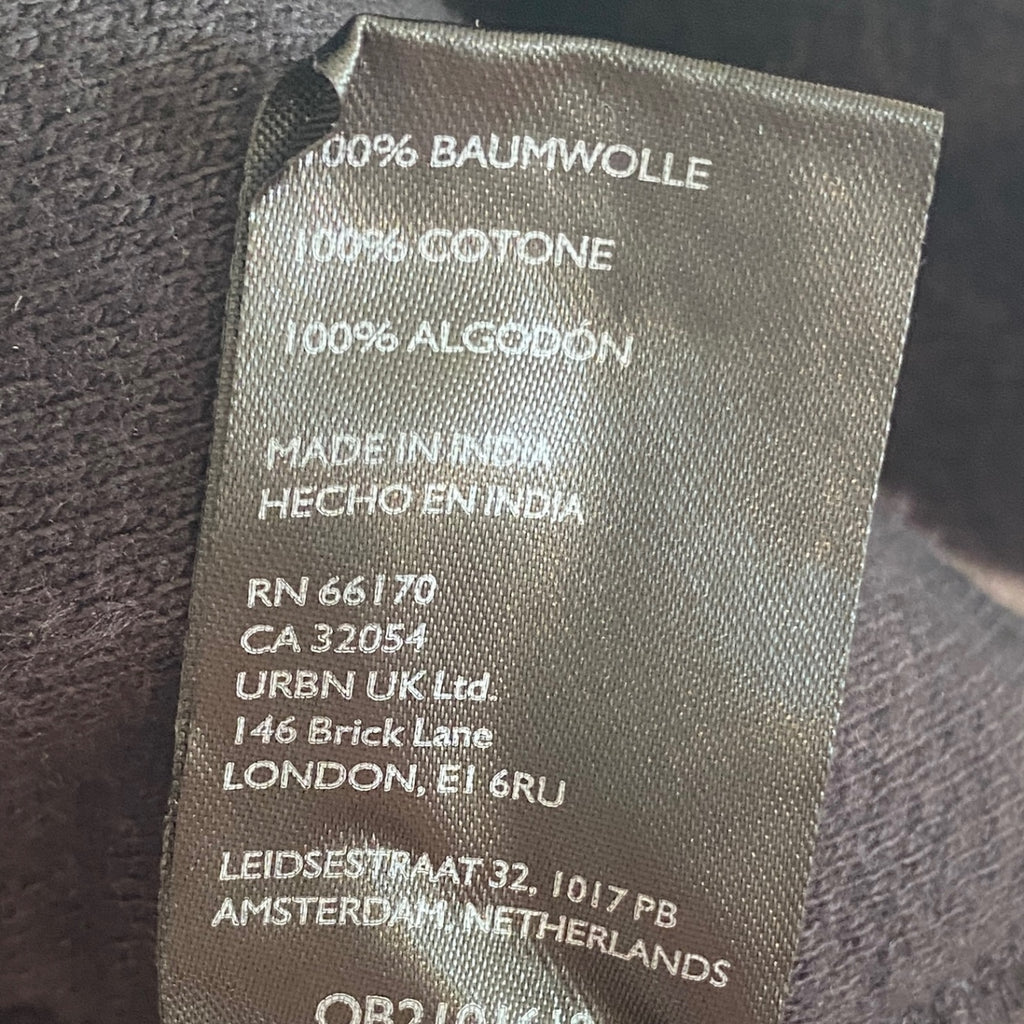 100% BAUMWOLLE
100% COTONE
100% ALGODÓN
MADE IN INDIA
HECHO EN INDIA
RN 66170
CA 32054
URBN UK Ltd.
146 Brick Lane
LONDON, E1 6RU
LEIDSESTRAAT 32, 1017 PB
AMSTERDAM, NETHERLANDS